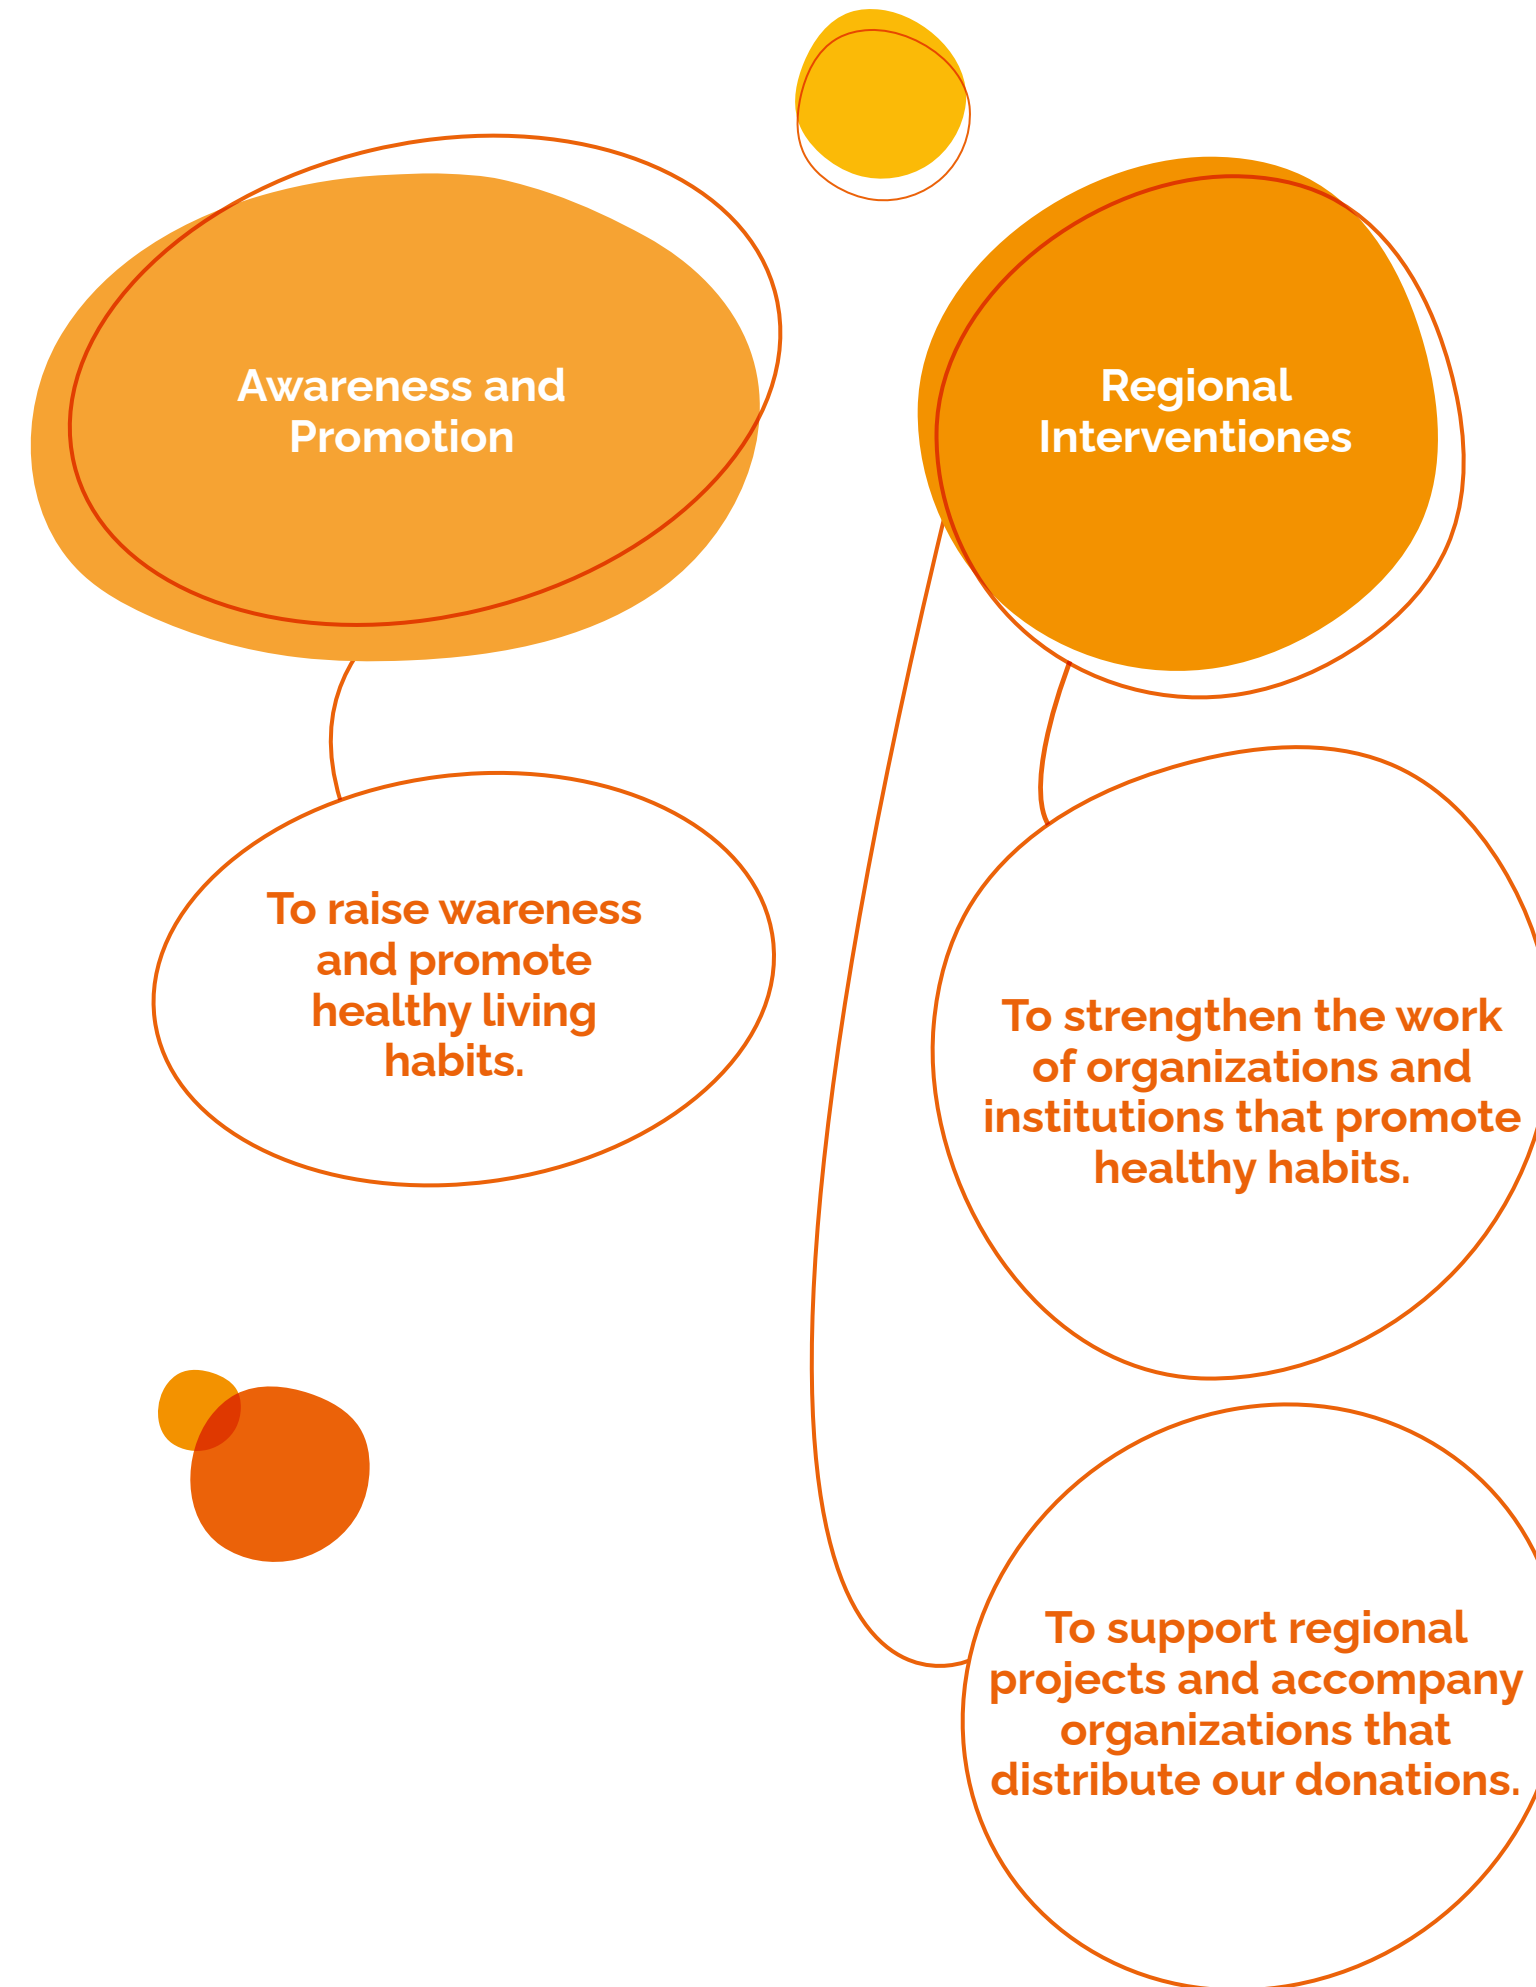 Awareness and
Promotion
Regional
Interventiones
To raise wareness
and promote
healthy living
habits.
To strengthen the work
of organizations and
institutions that promote
healthy habits.
To support regional
projects and accompany
organizations that
distribute our donations.